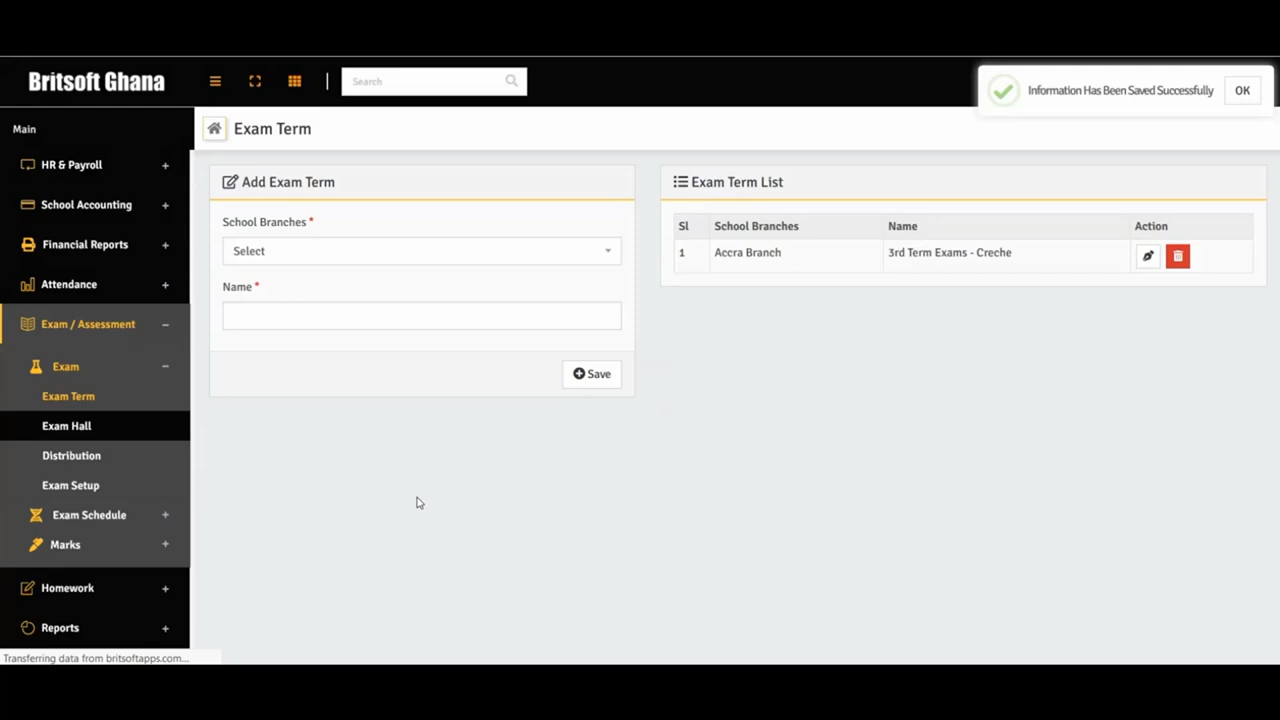 Britsoft Ghana
Search
Information Has Been Saved Successfully
OK
Main
HR & Payroll +
School Accounting +
Financial Reports +
Attendance +
Exam / Assessment −
Exam −
Exam Term
Exam Hall
Distribution
Exam Setup
Exam Schedule +
Marks +
Homework +
Reports +
Transferring data from britsoftapps.com...
Exam Term
Add Exam Term
School Branches *
Select
Name *
Save
Exam Term List
Sl School Branches Name Action
1 Accra Branch 3rd Term Exams - Creche